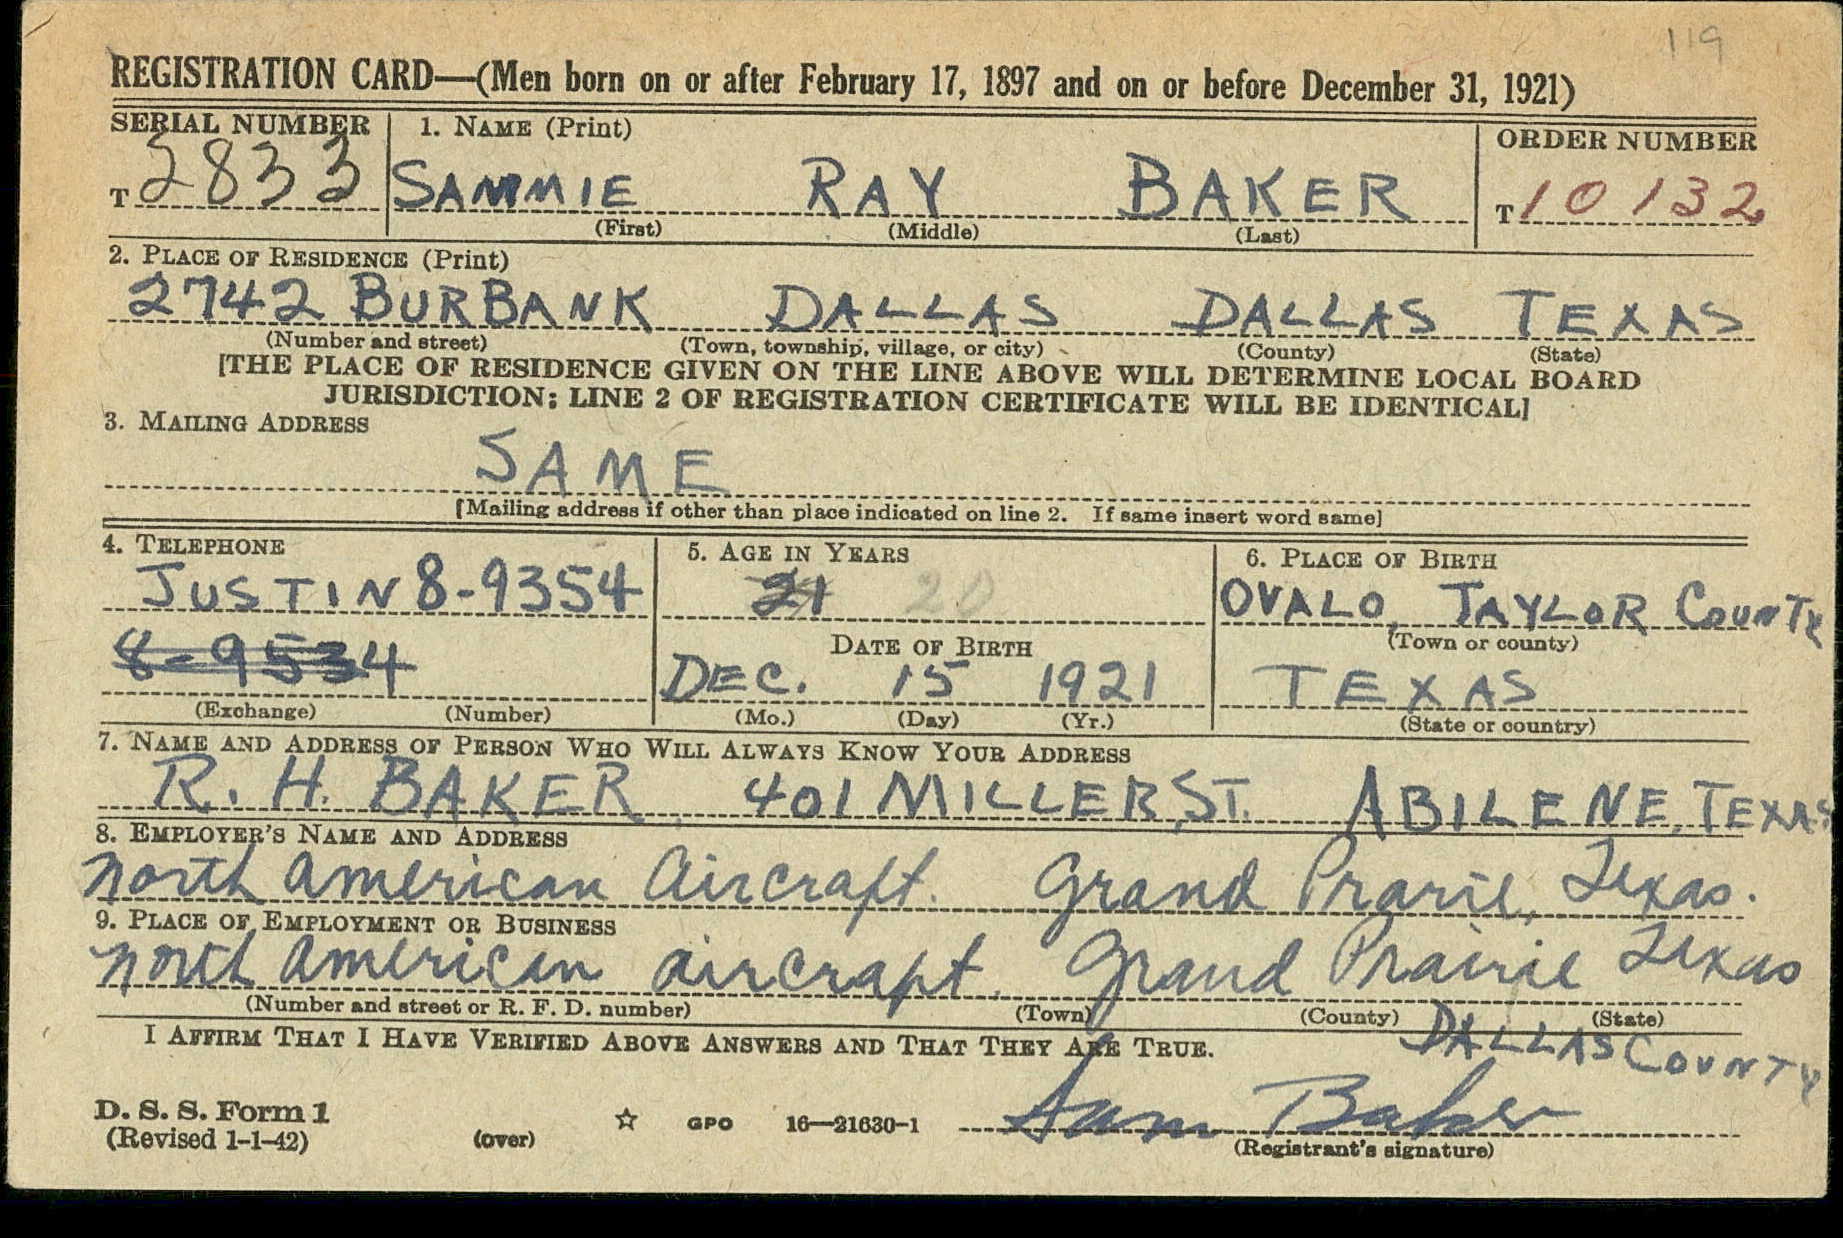 119
REGISTRATION CARD—(Men born on or after February 17, 1897 and on or before December 31, 1921)
SERIAL NUMBER 1. NAME (Print) ORDER NUMBER
T 2833 SAMMIE RAY BAKER T 10132
(First) (Middle) (Last)
2. PLACE OF RESIDENCE (Print)
2742 BURBANK DALLAS DALLAS TEXAS
(Number and street) (Town, township, village, or city) (County) (State)
[THE PLACE OF RESIDENCE GIVEN ON THE LINE ABOVE WILL DETERMINE LOCAL BOARD
JURISDICTION; LINE 2 OF REGISTRATION CERTIFICATE WILL BE IDENTICAL]
3. MAILING ADDRESS
SAME
[Mailing address if other than place indicated on line 2. If same insert word same]
4. TELEPHONE 5. AGE IN YEARS 6. PLACE OF BIRTH
JUSTIN 8-9354 21 20 OVALO, TAYLOR COUNTY
DATE OF BIRTH (Town or county)
8-9534 DEC. 15 1921 TEXAS
(Exchange) (Number) (Mo.) (Day) (Yr.) (State or country)
7. NAME AND ADDRESS OF PERSON WHO WILL ALWAYS KNOW YOUR ADDRESS
R. H. BAKER, 401 MILLER, ST. ABILENE, TEXAS
8. EMPLOYER'S NAME AND ADDRESS
North American Aircraft. Grand Prarie, Texas.
9. PLACE OF EMPLOYMENT OR BUSINESS
North American aircraft. Grand Prairie Texas
(Number and street or R. F. D. number) (Town) (County) (State)
DALLAS COUNTY
I AFFIRM THAT I HAVE VERIFIED ABOVE ANSWERS AND THAT THEY ARE TRUE.
Sam Baker
D. S. S. Form 1
(Revised 1-1-42) (over) ☆ GPO 16—21630-1 (Registrant's signature)